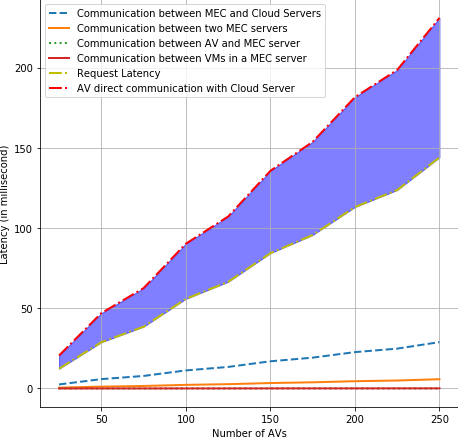 Communication between MEC and Cloud Servers
Communication between two MEC servers
Communication between AV and MEC server
Communication between VMs in a MEC server
Request Latency
AV direct communication with Cloud Server
200
150
100
50
0
Latency (in millisecond)
50 100 150 200 250
Number of AVs